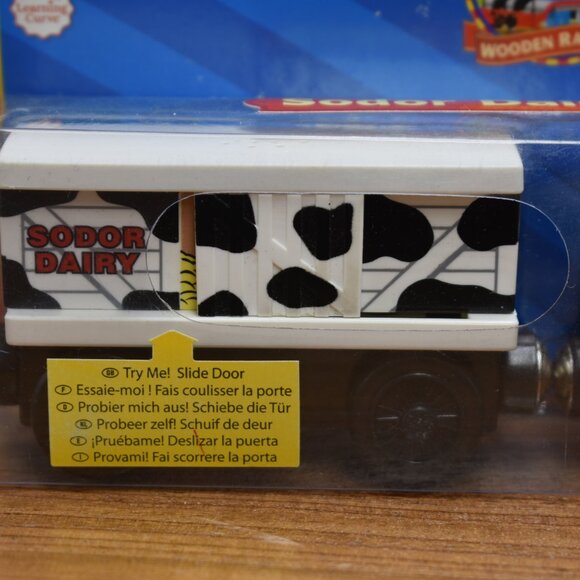 Learning
Curve
WOODEN RA
Sodor Dai
SODOR
DAIRY
GB Try Me! Slide Door
F Essaie-moi ! Fais coulisser la porte
D Probier mich aus! Schiebe die Tür
NL Probeer zelf! Schuif de deur
E ¡Pruébame! Deslizar la puerta
I Provami! Fai scorrere la porta